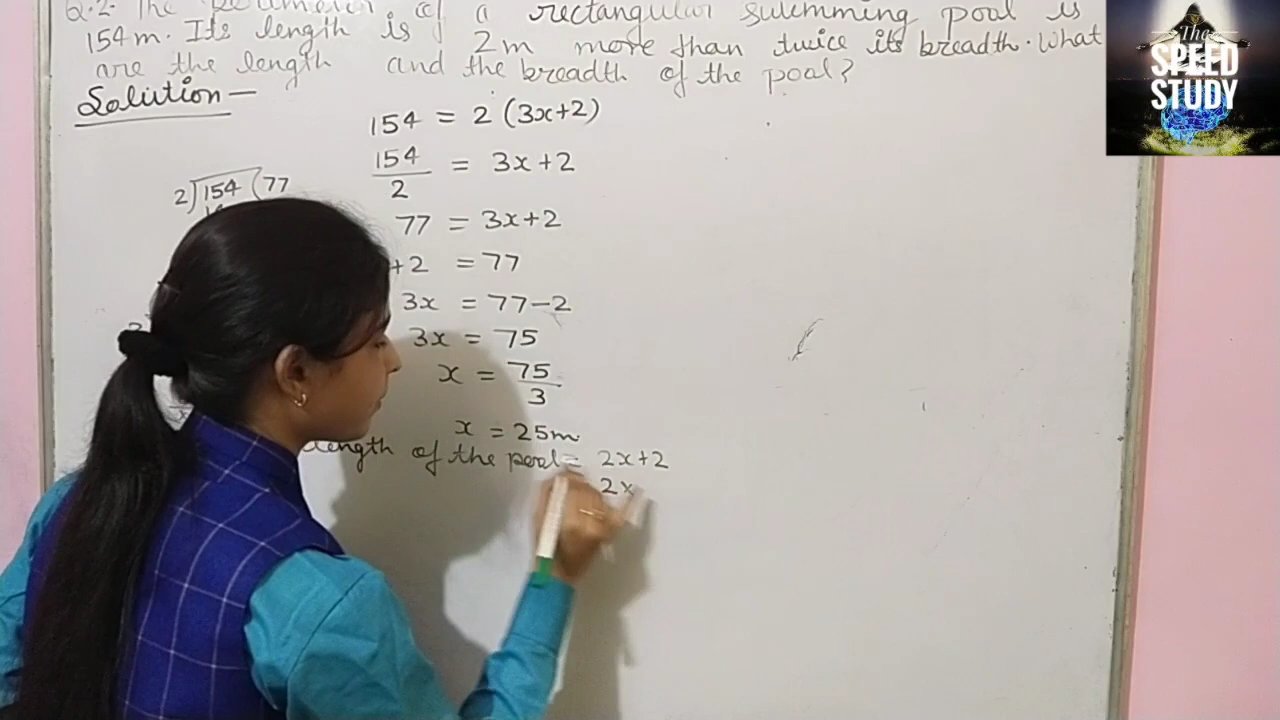 Q.2. The perimeter of a rectangular swimming pool is
154m. Its length is 2m more than twice its breadth. What
are the length and the breadth of the pool?
Solution –
154 = 2 (3x+2)
154/2 = 3x+2
2)154(77
77 = 3x+2
+2 = 77
3x = 77-2
3x = 75
x = 75/3
x = 25m
length of the pool = 2x+2
2x
The
SPEED
STUDY